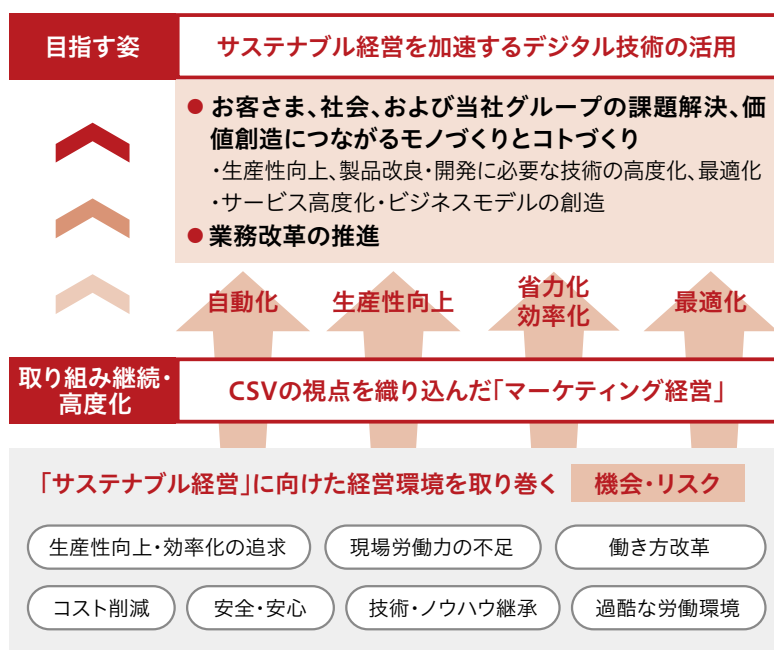 目指す姿
サステナブル経営を加速するデジタル技術の活用
● お客さま、社会、および当社グループの課題解決、価
値創造につながるモノづくりとコトづくり
・生産性向上、製品改良・開発に必要な技術の高度化、最適化
・サービス高度化・ビジネスモデルの創造
● 業務改革の推進
自動化
生産性向上
省力化
効率化
最適化
取り組み継続・
高度化
CSVの視点を織り込んだ「マーケティング経営」
「サステナブル経営」に向けた経営環境を取り巻く 機会・リスク
生産性向上・効率化の追求
現場労働力の不足
働き方改革
コスト削減
安全・安心
技術・ノウハウ継承
過酷な労働環境